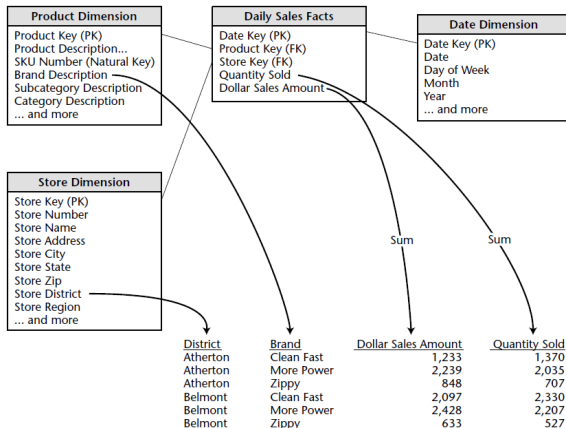 Product Dimension
Product Key (PK)
Product Description...
SKU Number (Natural Key)
Brand Description
Subcategory Description
Category Description
... and more
Daily Sales Facts
Date Key (PK)
Product Key (FK)
Store Key (FK)
Quantity Sold
Dollar Sales Amount
Date Dimension
Date Key (PK)
Date
Day of Week
Month
Year
... and more
Store Dimension
Store Key (PK)
Store Number
Store Name
Store Address
Store City
Store State
Store Zip
Store District
Store Region
... and more
Sum
Sum
District Brand Dollar Sales Amount Quantity Sold
Atherton Clean Fast 1,233 1,370
Atherton More Power 2,239 2,035
Atherton Zippy 848 707
Belmont Clean Fast 2,097 2,330
Belmont More Power 2,428 2,207
Belmont Zippy 633 527